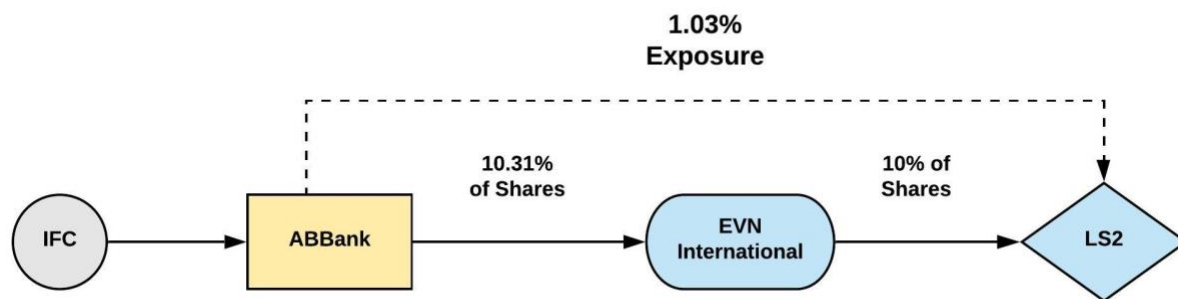 1.03%
Exposure
10.31%
of Shares
10% of
Shares
IFC
ABBank
EVN
International
LS2